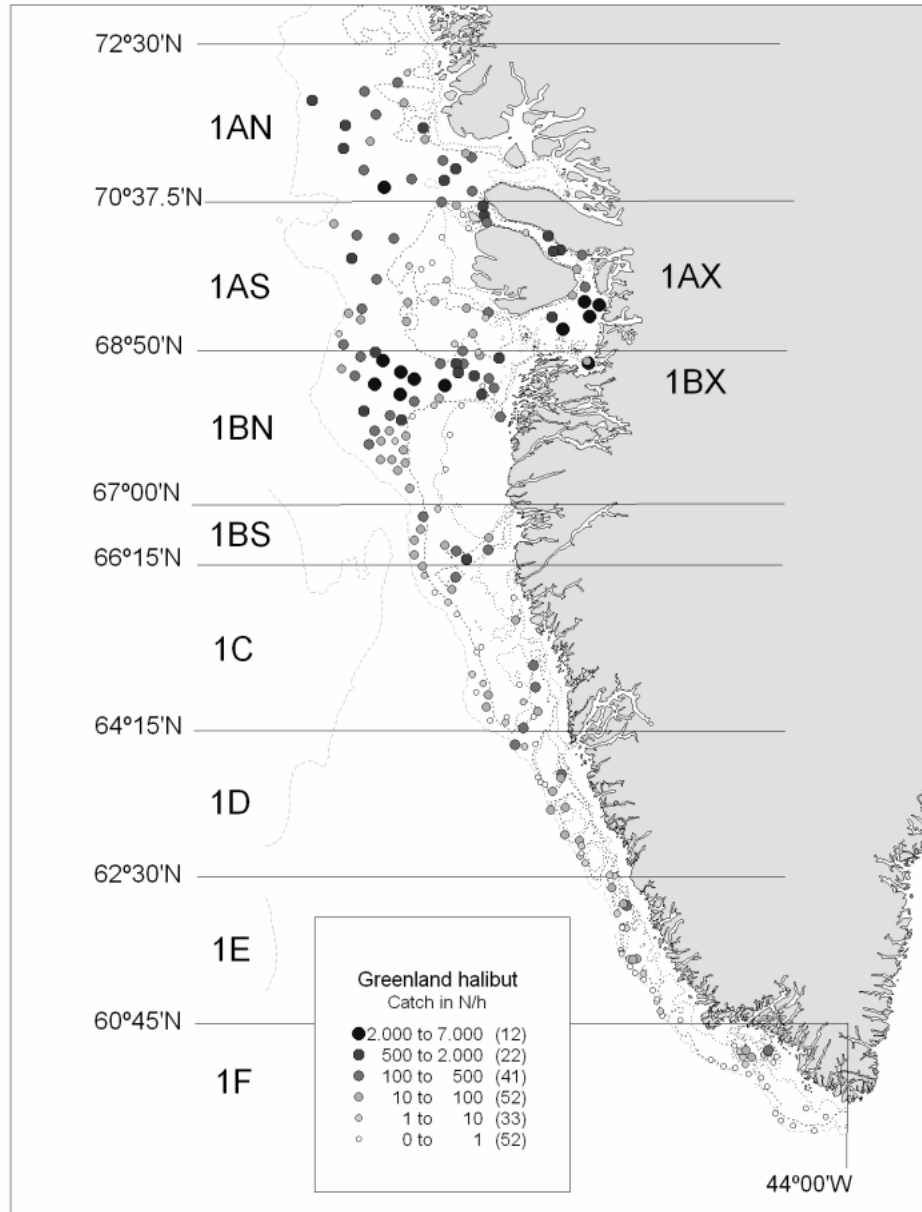 72º30'N
1AN
70º37.5'N
1AS
1AX
68º50'N
1BX
1BN
67º00'N
1BS
66º15'N
1C
64º15'N
1D
62º30'N
1E
Greenland halibut
Catch in N/h
60º45'N
2.000 to 7.000 (12)
500 to 2.000 (22)
1F
100 to 500 (41)
10 to 100 (52)
1 to 10 (33)
0 to 1 (52)
44º00'W